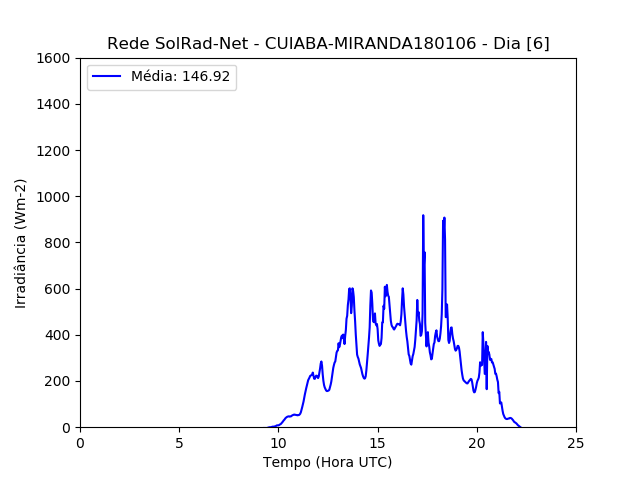 Rede SolRad-Net - CUIABA-MIRANDA180106 - Dia [6]
Média: 146.92
Irradiância (Wm-2)
1600
1400
1200
1000
800
600
400
200
0
0 5 10 15 20 25
Tempo (Hora UTC)